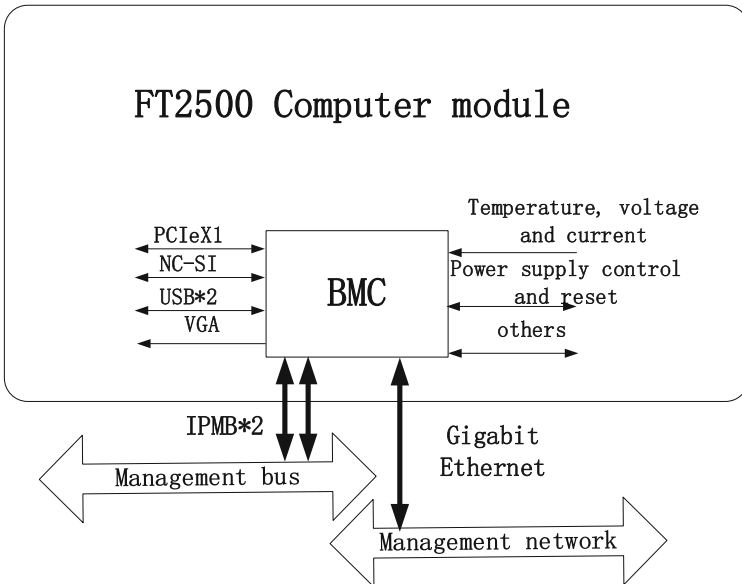 FT2500 Computer module
PCIeX1
NC-SI
USB*2
VGA
BMC
Temperature, voltage
and current
Power supply control
and reset
others
IPMB*2
Gigabit
Ethernet
Management bus
Management network